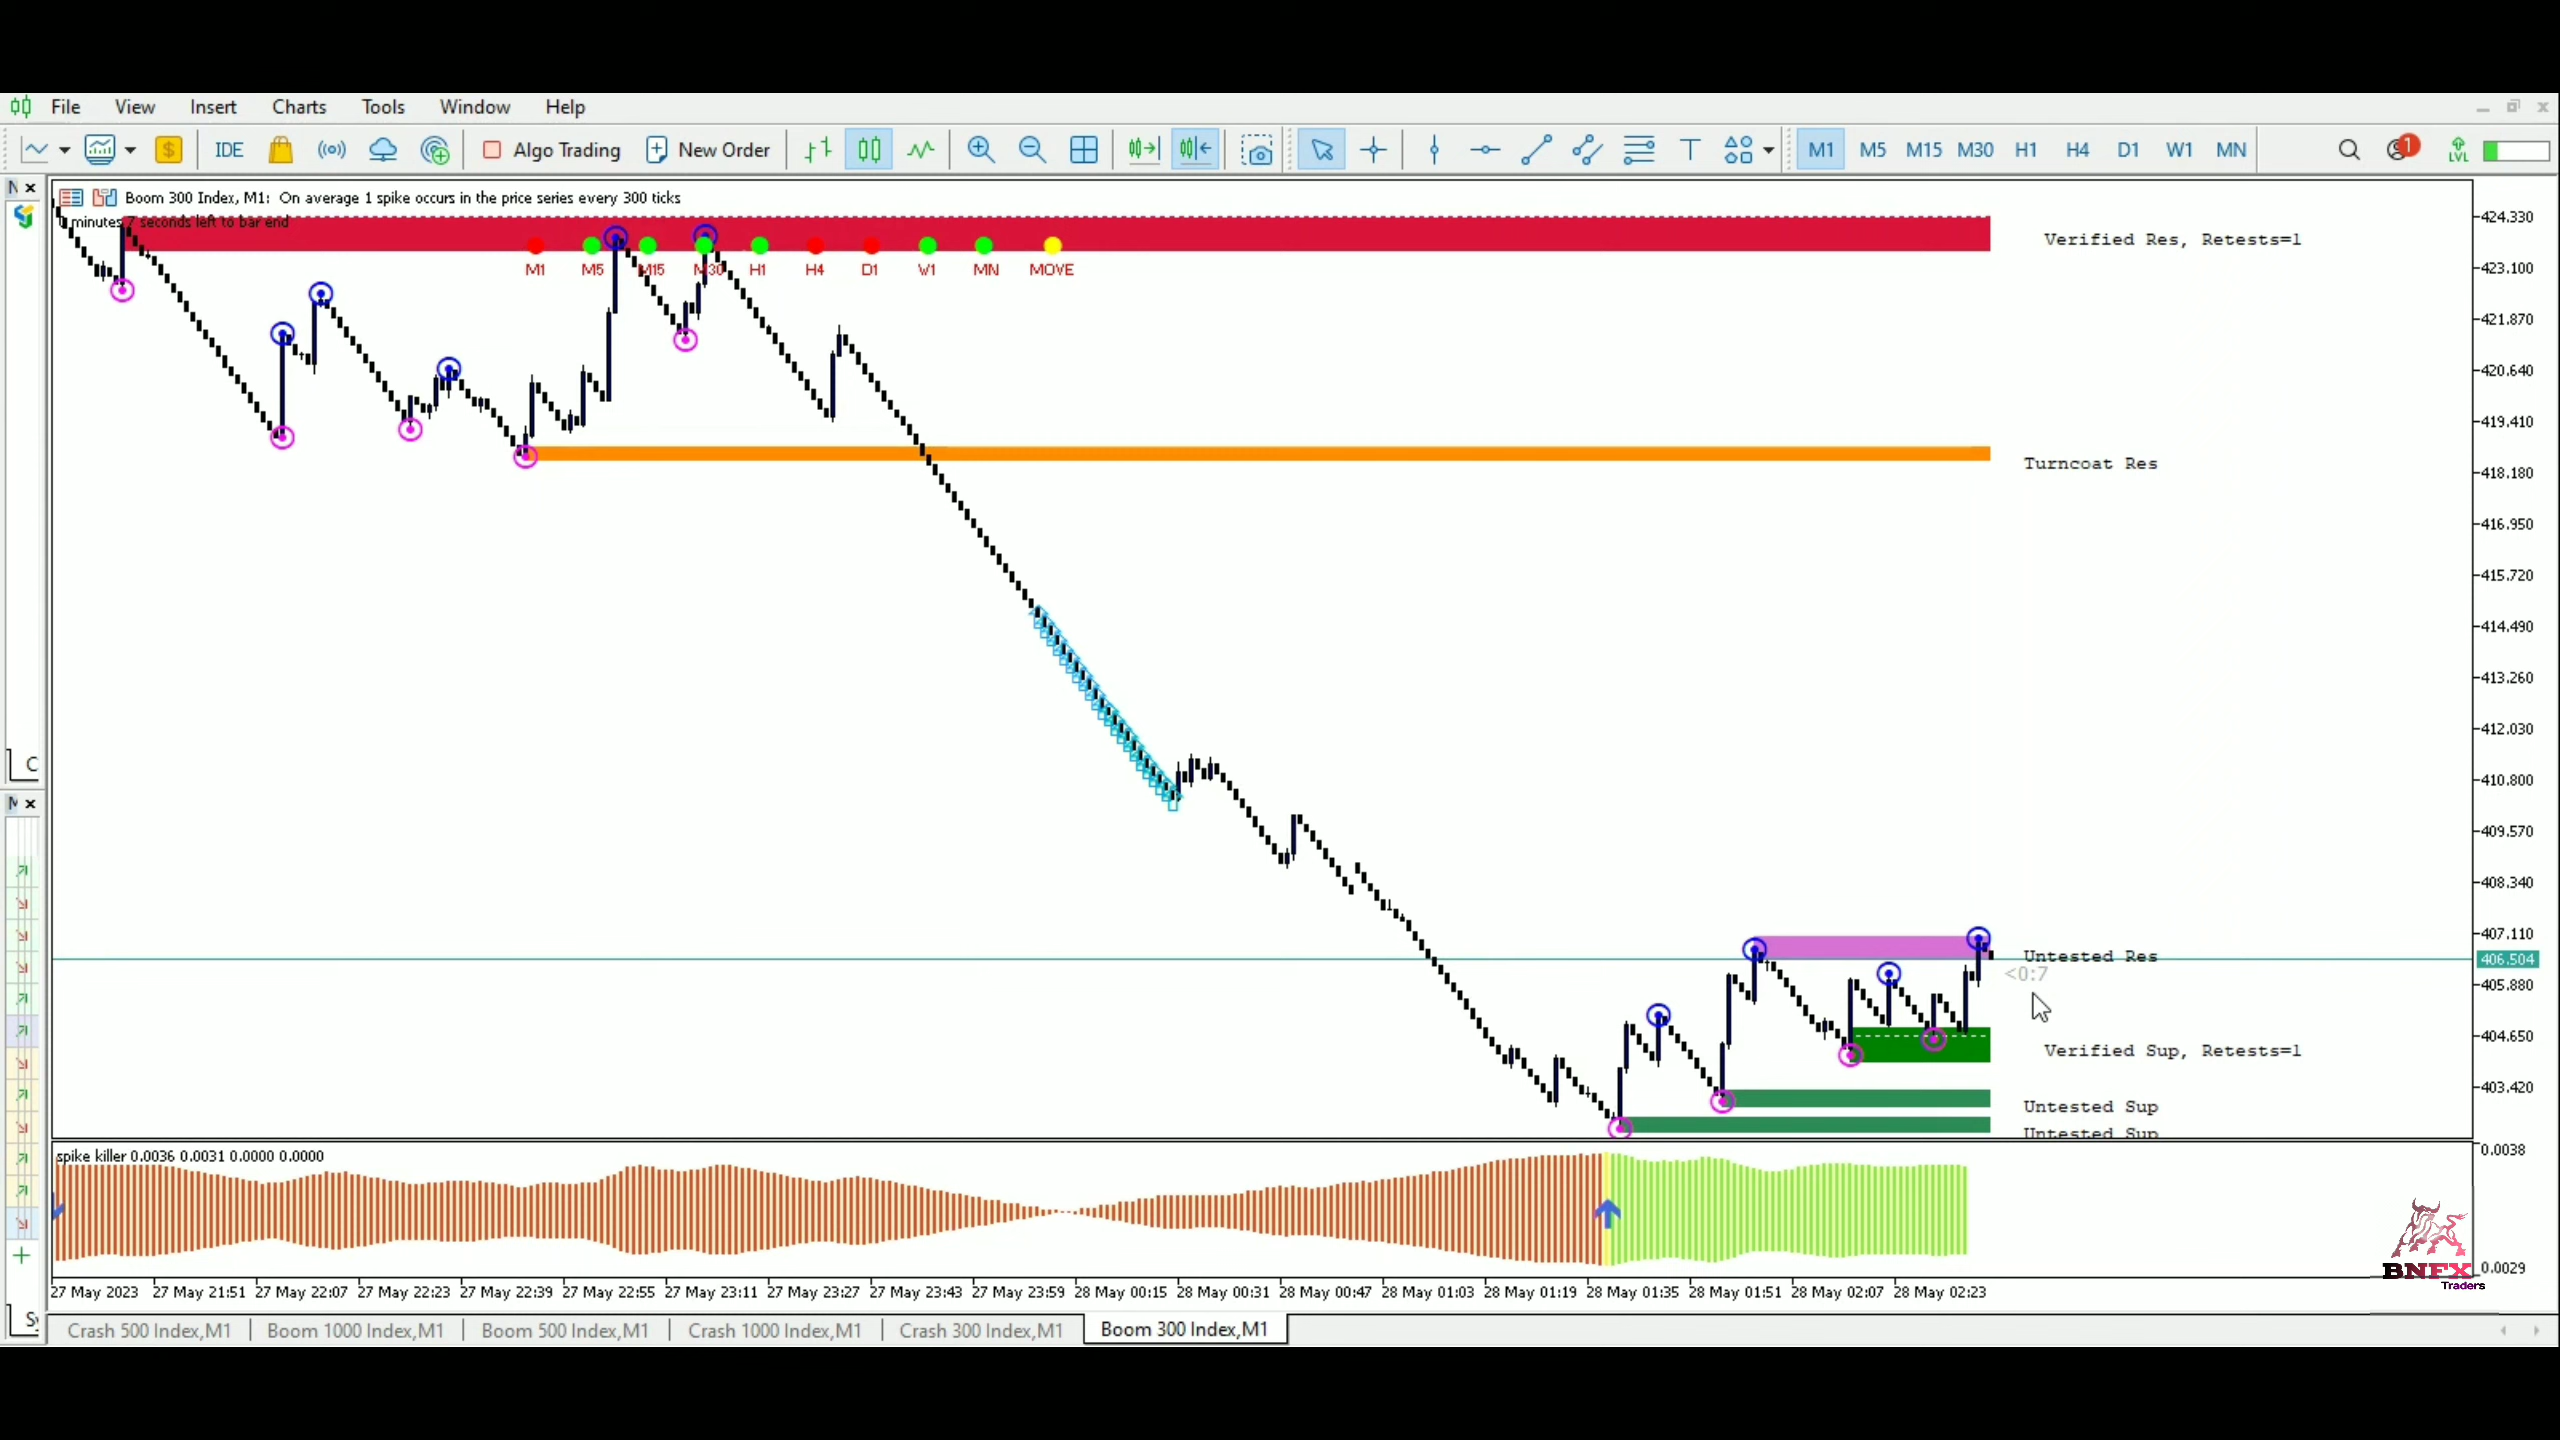 File View Insert Charts Tools Window Help
IDE Algo Trading New Order M1 M5 M15 M30 H1 H4 D1 W1 MN 1 LVL
Boom 300 Index, M1: On average 1 spike occurs in the price series every 300 ticks
minutes 7 seconds left to bar end
424.330
Verified Res, Retests=1
M1 M5 M15 M30 H1 H4 D1 W1 MN MOVE
423.100
421.870
420.640
419.410
Turncoat Res
418.180
416.950
415.720
414.490
413.260
412.030
410.800
409.570
408.340
407.110
Untested Res
406.504
<0:7
405.880
404.650
Verified Sup, Retests=1
403.420
Untested Sup
Untested Sup
spike killer 0.0036 0.0031 0.0000 0.0000
0.0038
0.0029
BNFX
Traders
27 May 2023 27 May 21:51 27 May 22:07 27 May 22:23 27 May 22:39 27 May 22:55 27 May 23:11 27 May 23:27 27 May 23:43 27 May 23:59 28 May 00:15 28 May 00:31 28 May 00:47 28 May 01:03 28 May 01:19 28 May 01:35 28 May 01:51 28 May 02:07 28 May 02:23
Crash 500 Index,M1 Boom 1000 Index,M1 Boom 500 Index,M1 Crash 1000 Index,M1 Crash 300 Index,M1 Boom 300 Index,M1